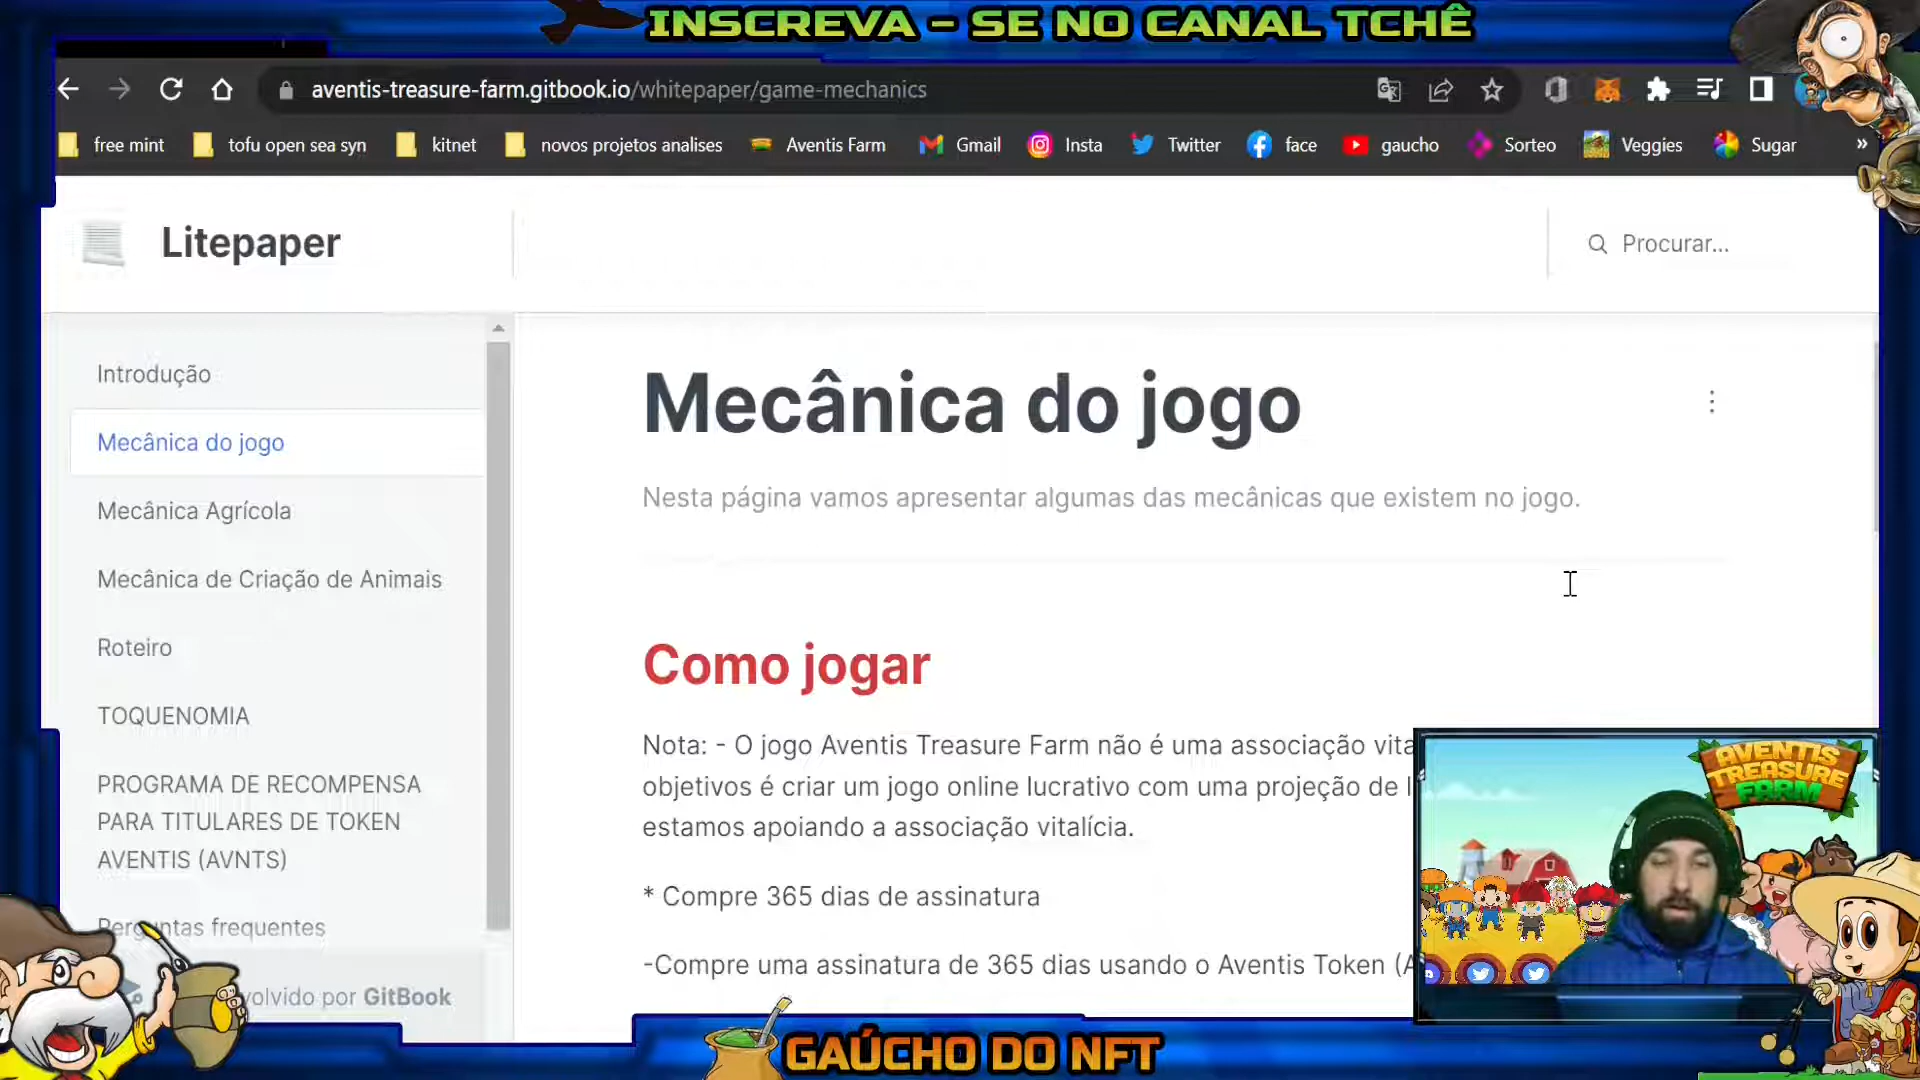 INSCREVA - SE NO CANAL TCHÊ
aventis-treasure-farm.gitbook.io/whitepaper/game-mechanics
free mint tofu open sea syn kitnet novos projetos analises Aventis Farm Gmail Insta Twitter face gaucho Sorteo Veggies Sugar »
Litepaper
Procurar...
Introdução
Mecânica do jogo
Mecânica Agrícola
Mecânica de Criação de Animais
Roteiro
TOQUENOMIA
PROGRAMA DE RECOMPENSA
PARA TITULARES DE TOKEN
AVENTIS (AVNTS)
Perguntas frequentes
volvido por GitBook
Mecânica do jogo
Nesta página vamos apresentar algumas das mecânicas que existem no jogo.
Como jogar
Nota: - O jogo Aventis Treasure Farm não é uma associação vita
objetivos é criar um jogo online lucrativo com uma projeção de l
estamos apoiando a associação vitalícia.
* Compre 365 dias de assinatura
-Compre uma assinatura de 365 dias usando o Aventis Token (A
AVENTIS
TREASURE
FARM
GAÚCHO DO NFT